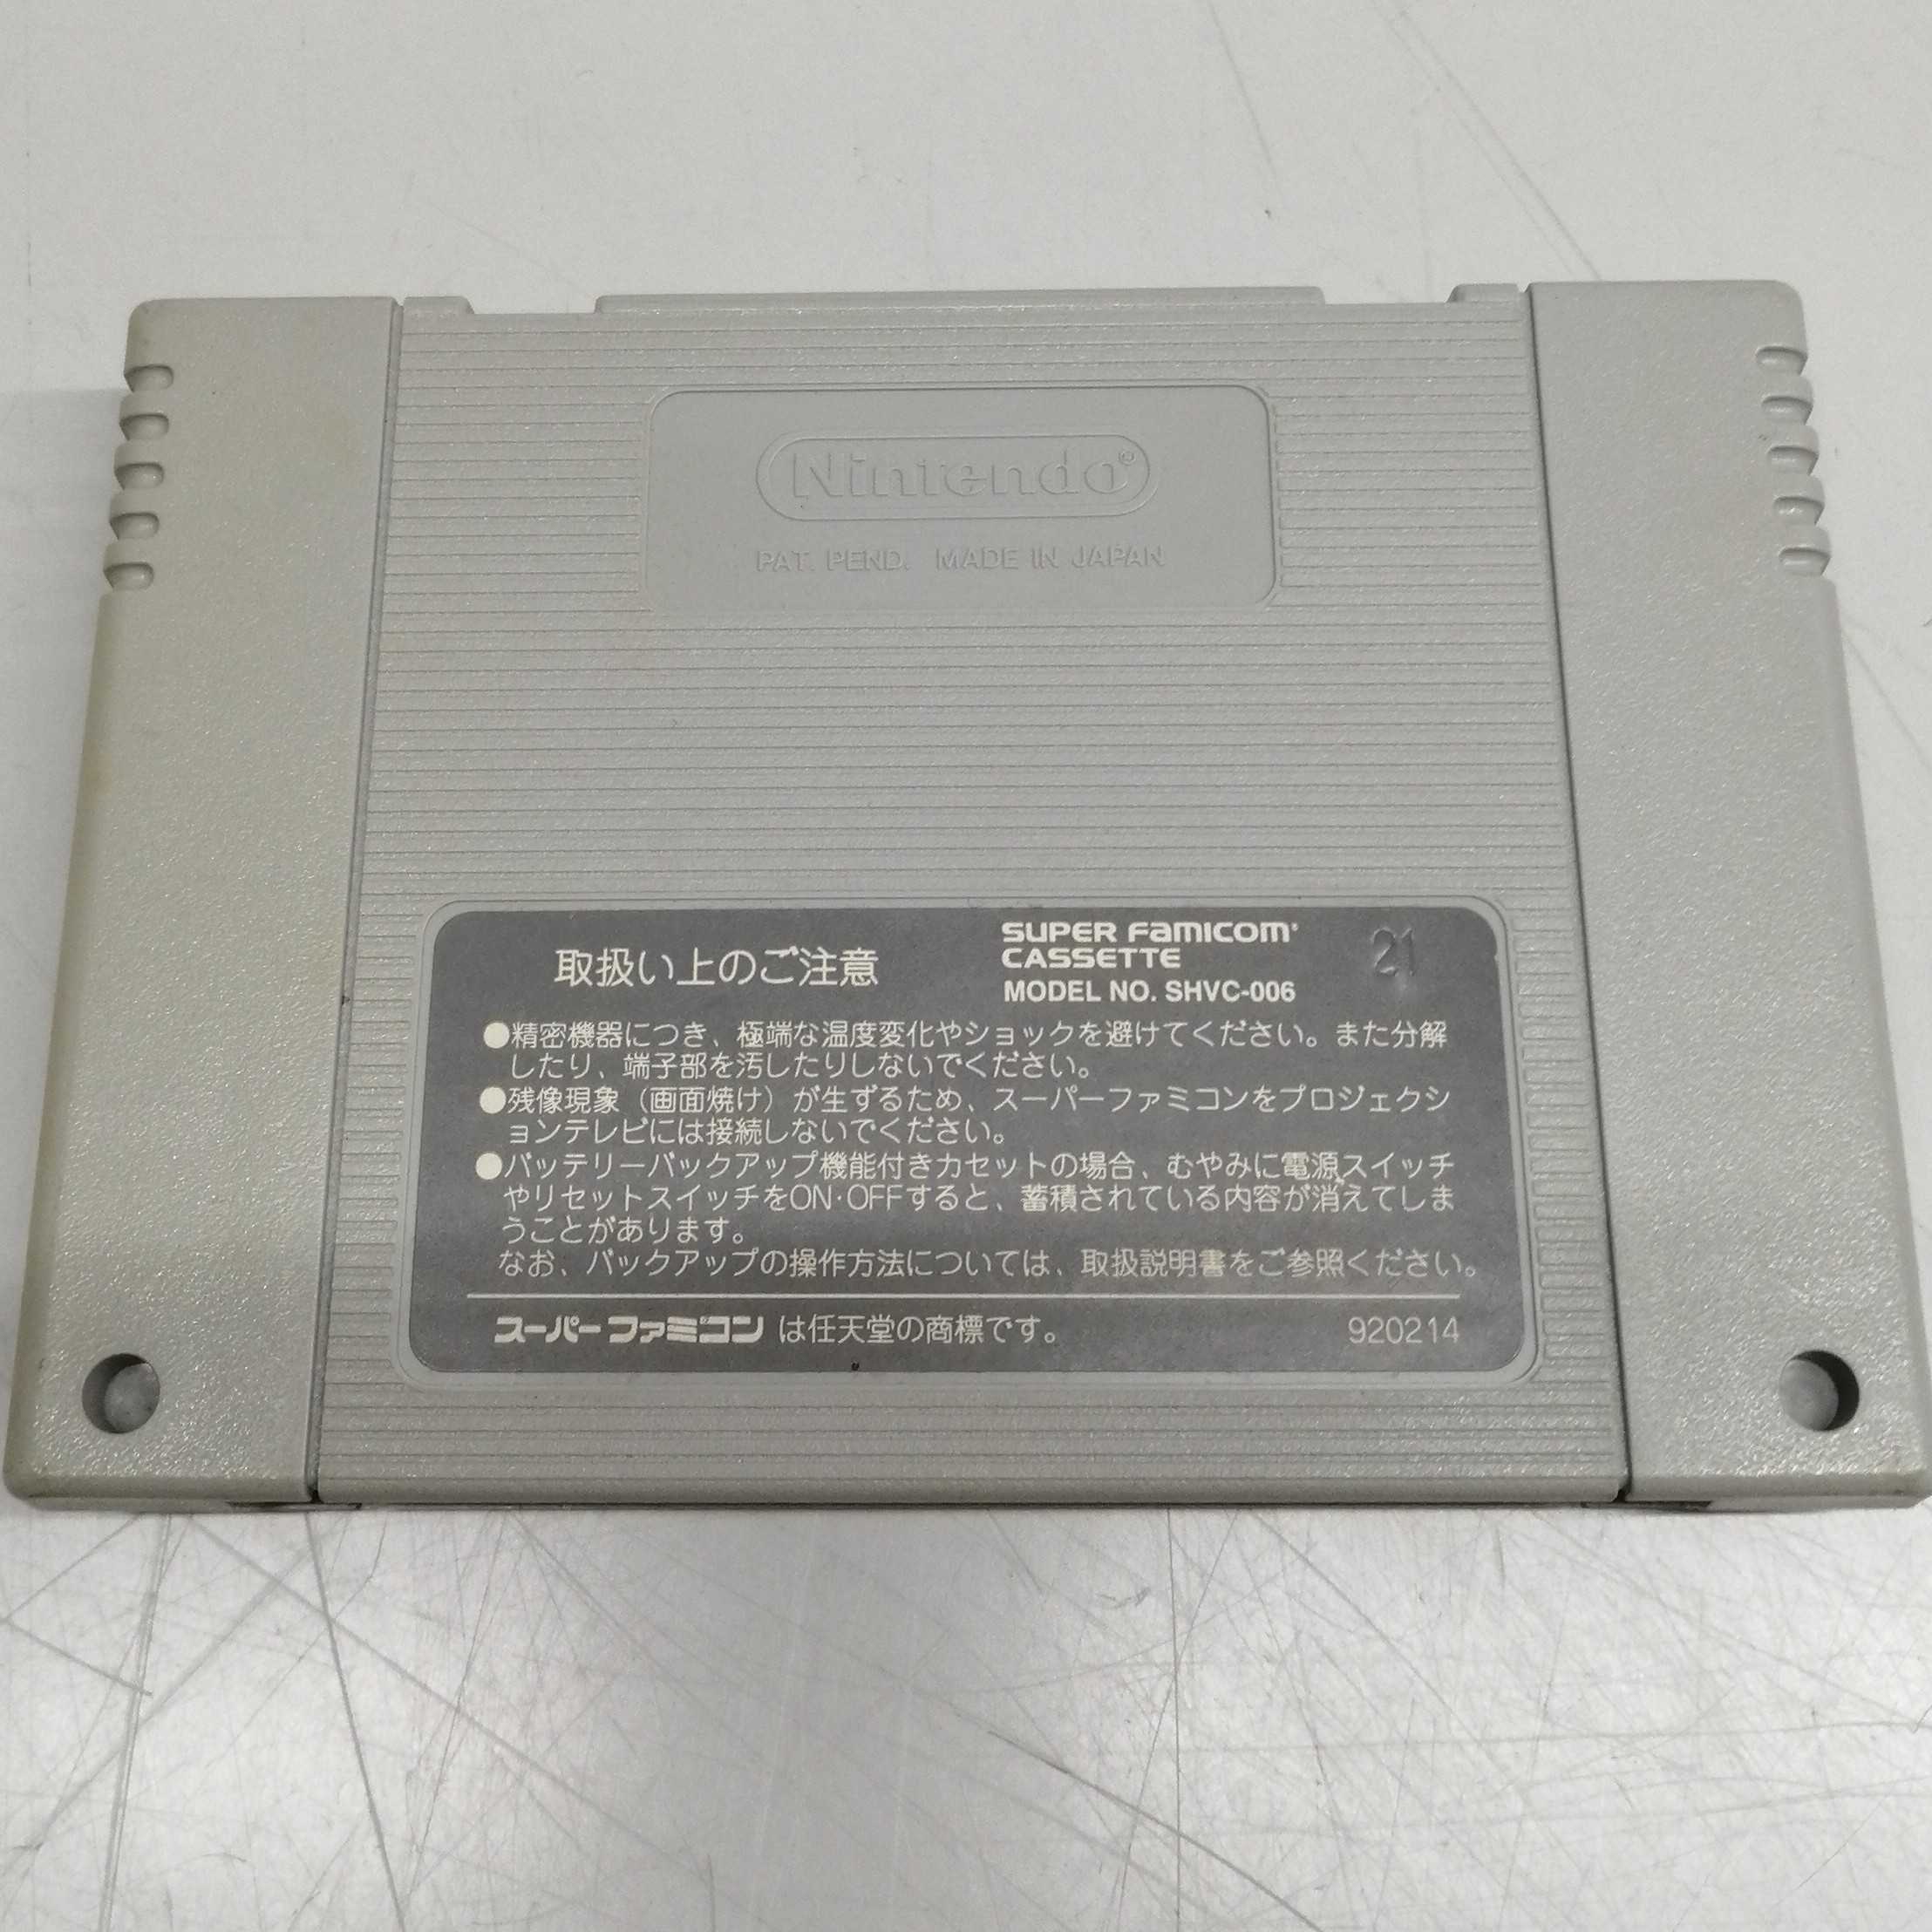 Nintendo®
PAT. PEND. MADE IN JAPAN
取扱い上のご注意
SUPER FAMICOM®
CASSETTE
MODEL NO. SHVC-006
21
●精密機器につき、極端な温度変化やショックを避けてください。また分解
したり、端子部を汚したりしないでください。
●残像現象（画面焼け）が生ずるため、スーパーファミコンをプロジェクシ
ョンテレビには接続しないでください。
●バッテリーバックアップ機能付きカセットの場合、むやみに電源スイッチ
やリセットスイッチをON·OFFすると、蓄積されている内容が消えてしま
うことがあります。
なお、バックアップの操作方法については、取扱説明書をご参照ください。
スーパーファミコン は任天堂の商標です。
920214